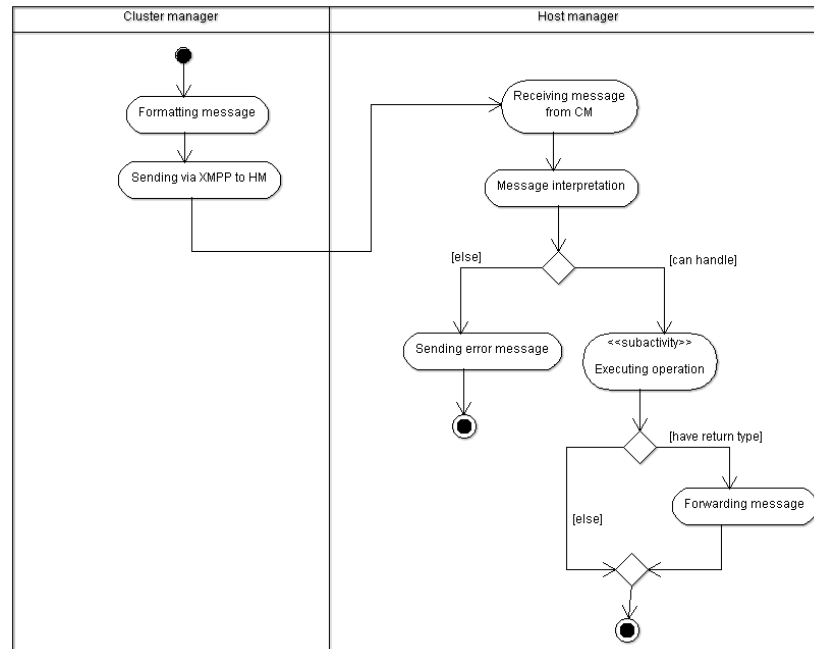 Cluster manager
Host manager
Formatting message
Sending via XMPP to HM
Receiving message
from CM
Message interpretation
[else]
[can handle]
Sending error message
<<subactivity>>
Executing operation
[have return type]
Forwarding message
[else]